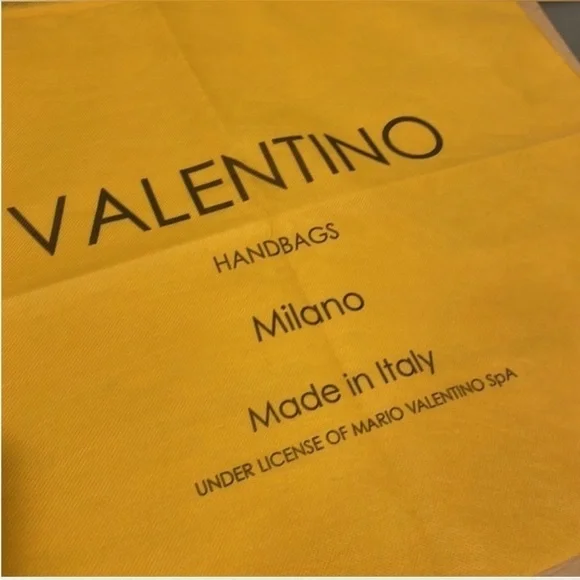 VALENTINO
HANDBAGS
Milano
Made in Italy
UNDER LICENSE OF MARIO VALENTINO SpA